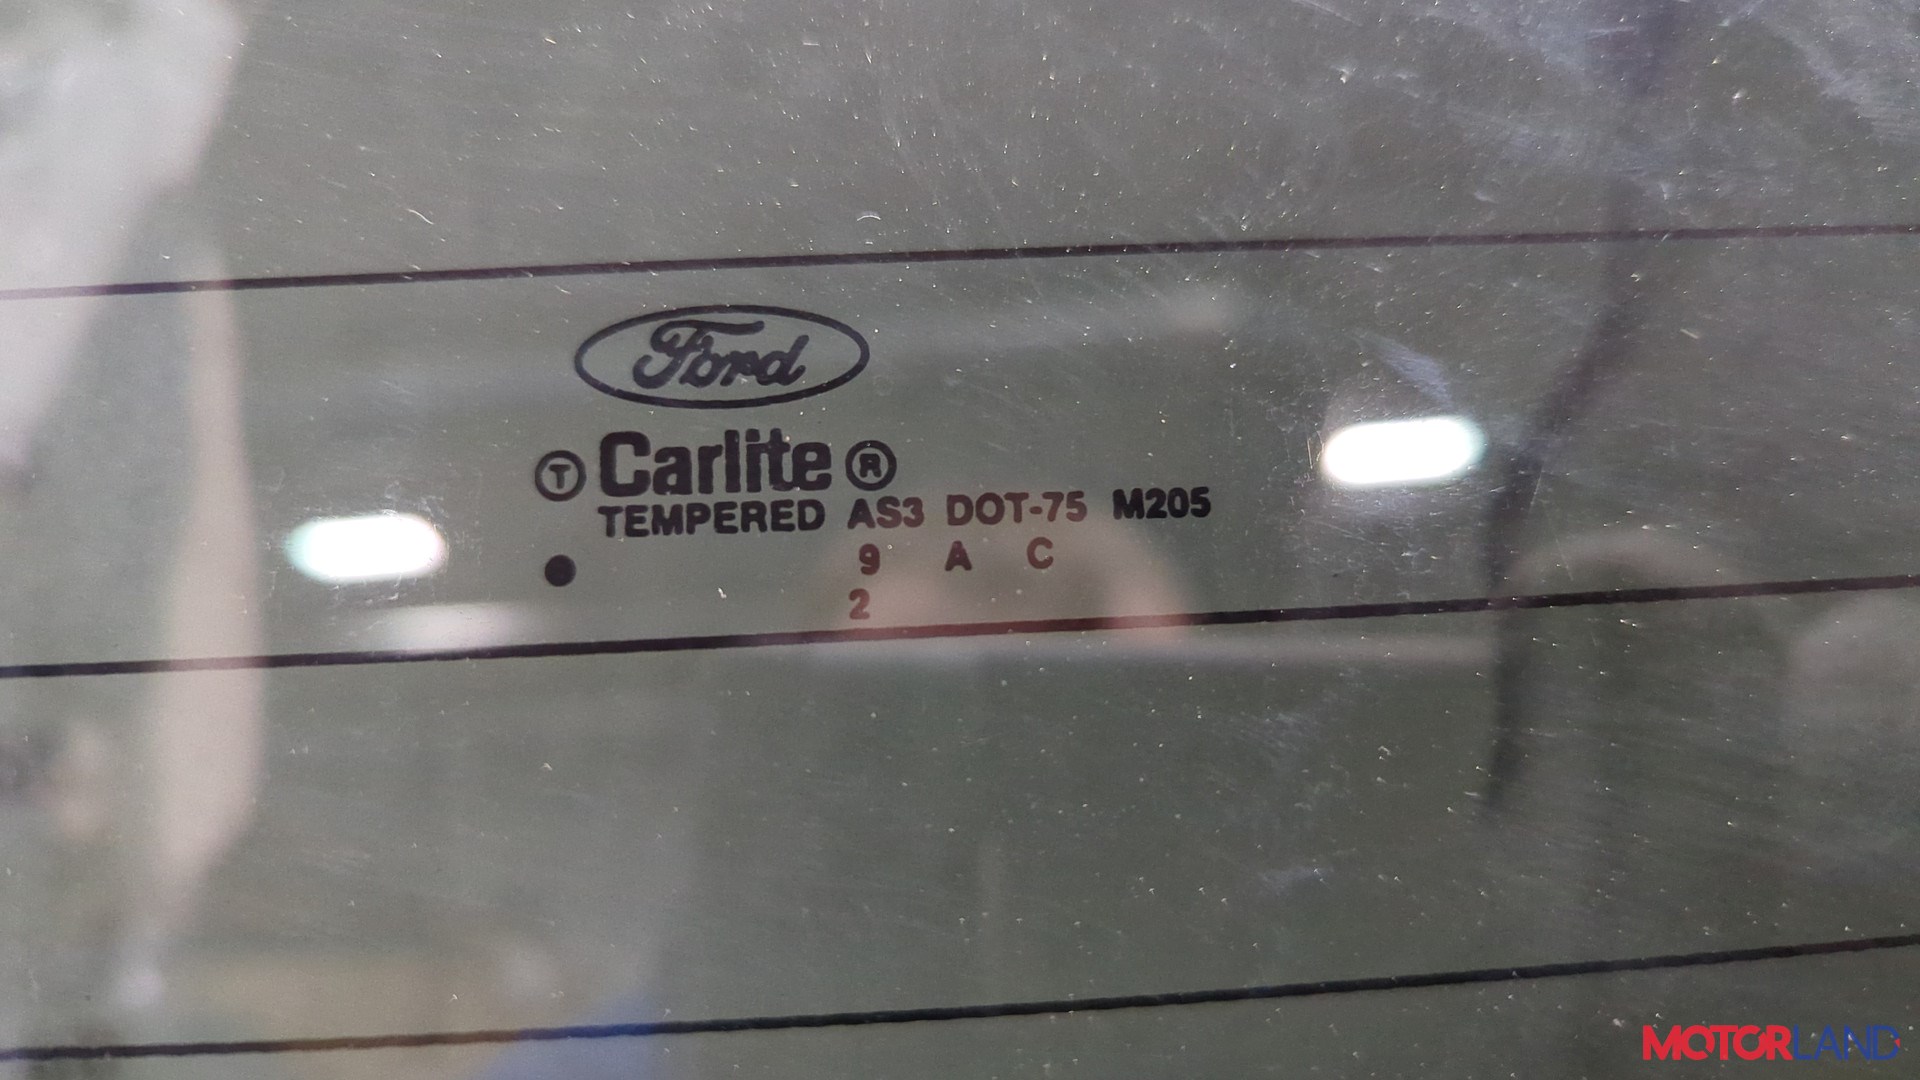 Ford
T Carlite R
TEMPERED AS3 DOT-75 M205
9 A C
2
MOTORLAND